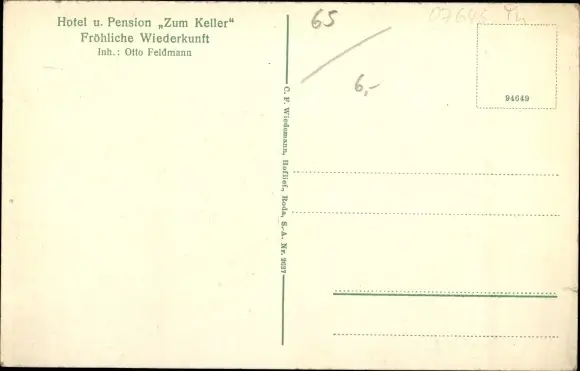 Hotel u. Pension „Zum Keller"
Fröhliche Wiederkunft
Inh.: Otto Feldmann
65
6,-
94649
C. F. Wiedemann, Hoflief., Roda, S.-A. Nr. 2637